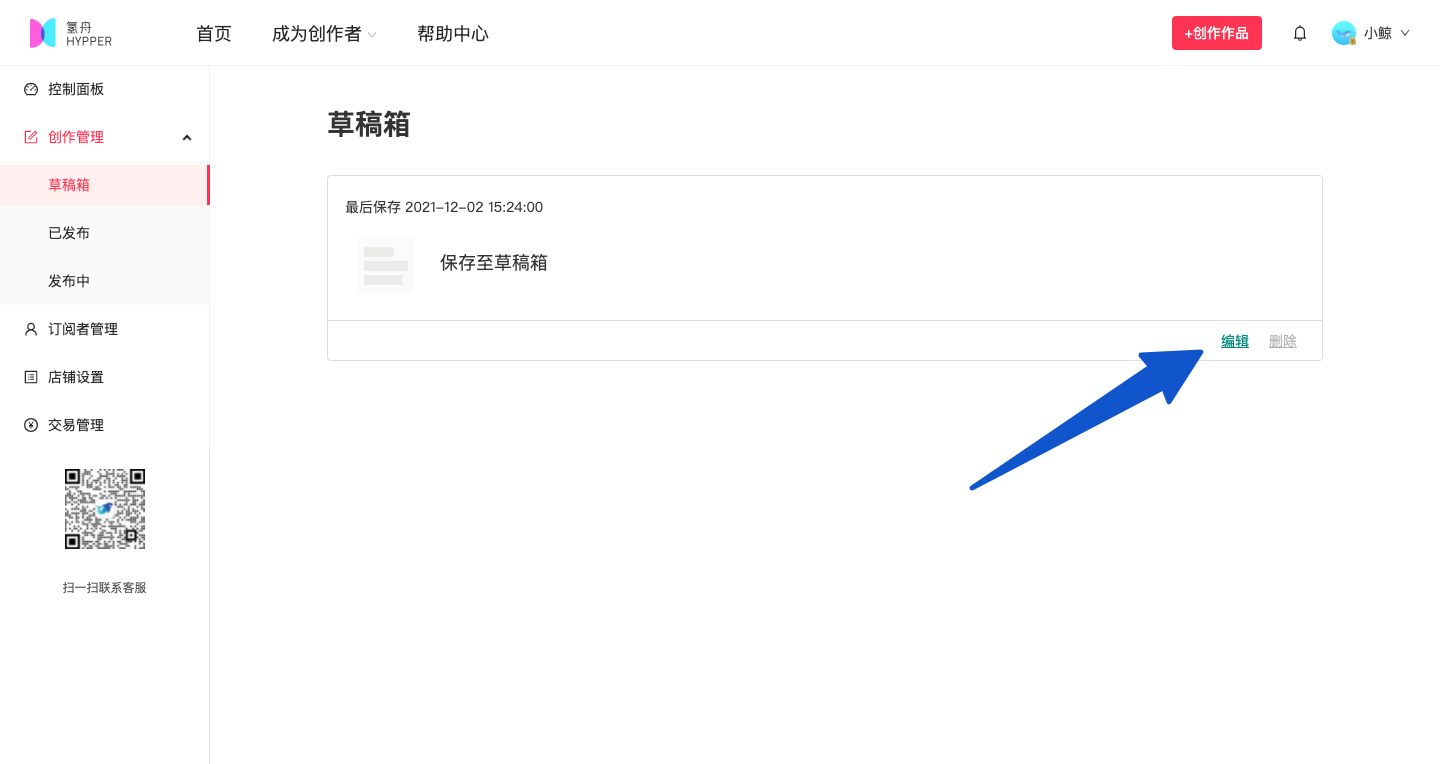 氢舟
HYPPER
首页
成为创作者
帮助中心
+创作作品
小鲸
控制面板
创作管理
草稿箱
已发布
发布中
订阅者管理
店铺设置
交易管理
扫一扫联系客服
草稿箱
最后保存 2021-12-02 15:24:00
保存至草稿箱
编辑
删除